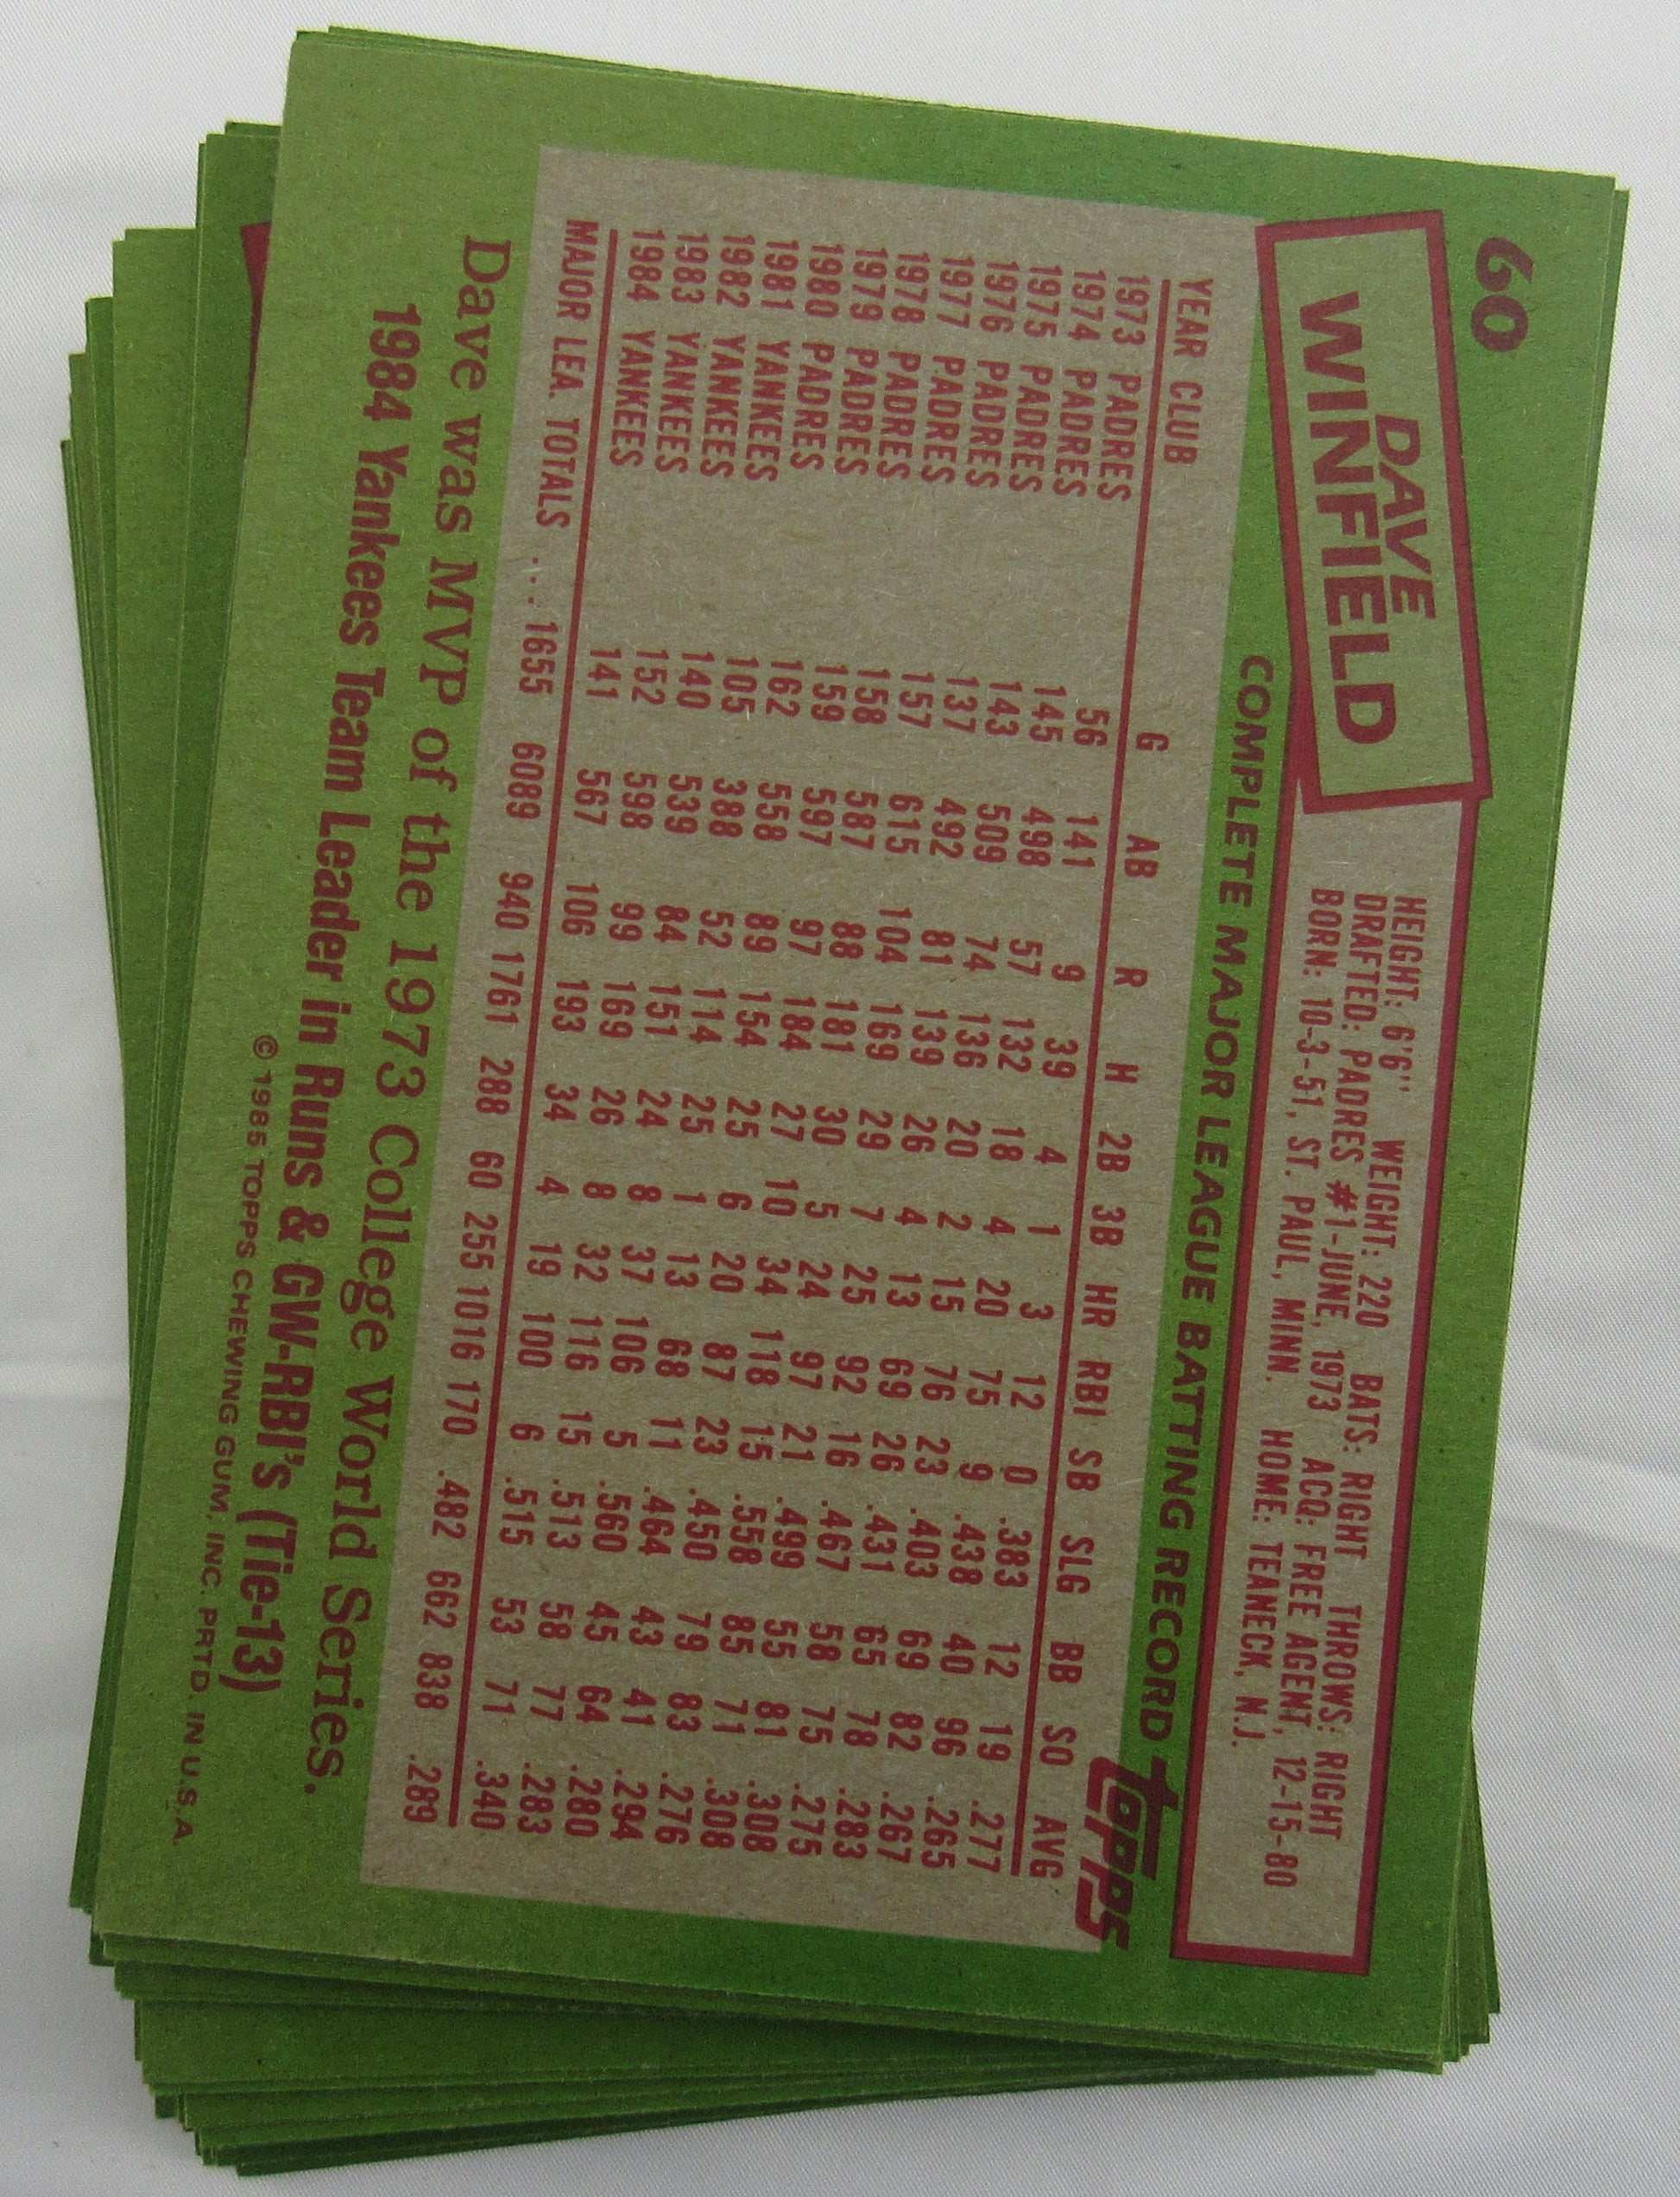 60
DAVE
WINFIELD
HEIGHT: 6'6" WEIGHT: 220 BATS: RIGHT THROWS: RIGHT
DRAFTED: PADRES #1-JUNE, 1973 ACQ: FREE AGENT, 12-15-80
BORN: 10-3-51, ST. PAUL, MINN. HOME: TEANECK, N.J.
COMPLETE MAJOR LEAGUE BATTING RECORD
topps
YEAR CLUB G AB R H 2B 3B HR RBI SB SLG BB SO AVG
1973 PADRES 56 141 9 39 4 1 3 12 0 .383 12 19 .277
1974 PADRES 145 498 57 132 18 4 20 75 9 .438 40 96 .265
1975 PADRES 143 509 74 136 20 2 15 76 23 .403 69 82 .267
1976 PADRES 137 492 81 139 26 4 13 69 26 .431 65 78 .283
1977 PADRES 157 615 104 169 29 7 25 92 16 .467 58 75 .275
1978 PADRES 158 587 88 181 30 5 24 97 21 .499 55 81 .308
1979 PADRES 159 597 97 184 27 10 34 118 15 .558 85 71 .308
1980 PADRES 162 558 89 154 25 6 20 87 23 .450 79 83 .276
1981 YANKEES 105 388 52 114 25 1 13 68 11 .464 43 41 .294
1982 YANKEES 140 539 84 151 24 8 37 106 5 .560 45 64 .280
1983 YANKEES 152 598 99 169 26 8 32 116 15 .513 58 77 .283
1984 YANKEES 141 567 106 193 34 4 19 100 6 .515 53 71 .340
MAJOR LEA. TOTALS .... 1655 6089 940 1761 288 60 255 1016 170 .482 662 838 .289
Dave was MVP of the 1973 College World Series.
1984 Yankees Team Leader in Runs & GW-RBI's (Tie-13)
© 1985 TOPPS CHEWING GUM, INC. PRTD. IN U.S.A.